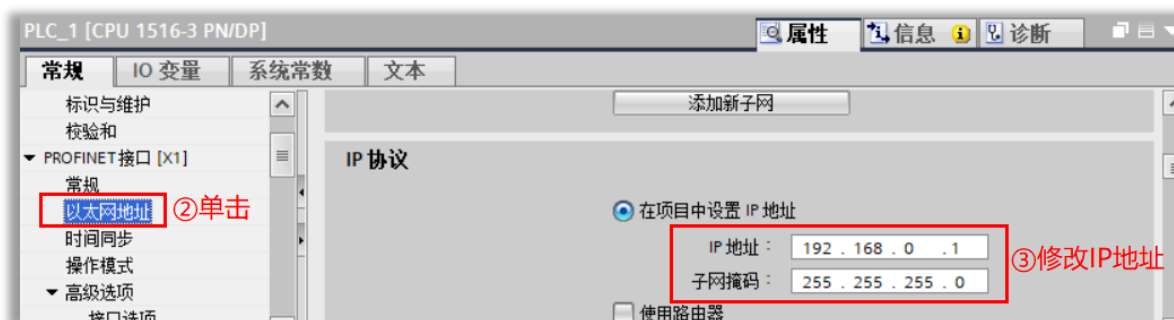 PLC_1 [CPU 1516-3 PN/DP]
属性 信息 诊断
常规 IO 变量 系统常数 文本
标识与维护
添加新子网
校验和
PROFINET接口 [X1]
IP 协议
常规
以太网地址 ②单击
在项目中设置 IP 地址
时间同步
IP 地址： 192 . 168 . 0 . 1
③修改IP地址
操作模式
子网掩码： 255 . 255 . 255 . 0
高级选项
使用路由器
接口选项